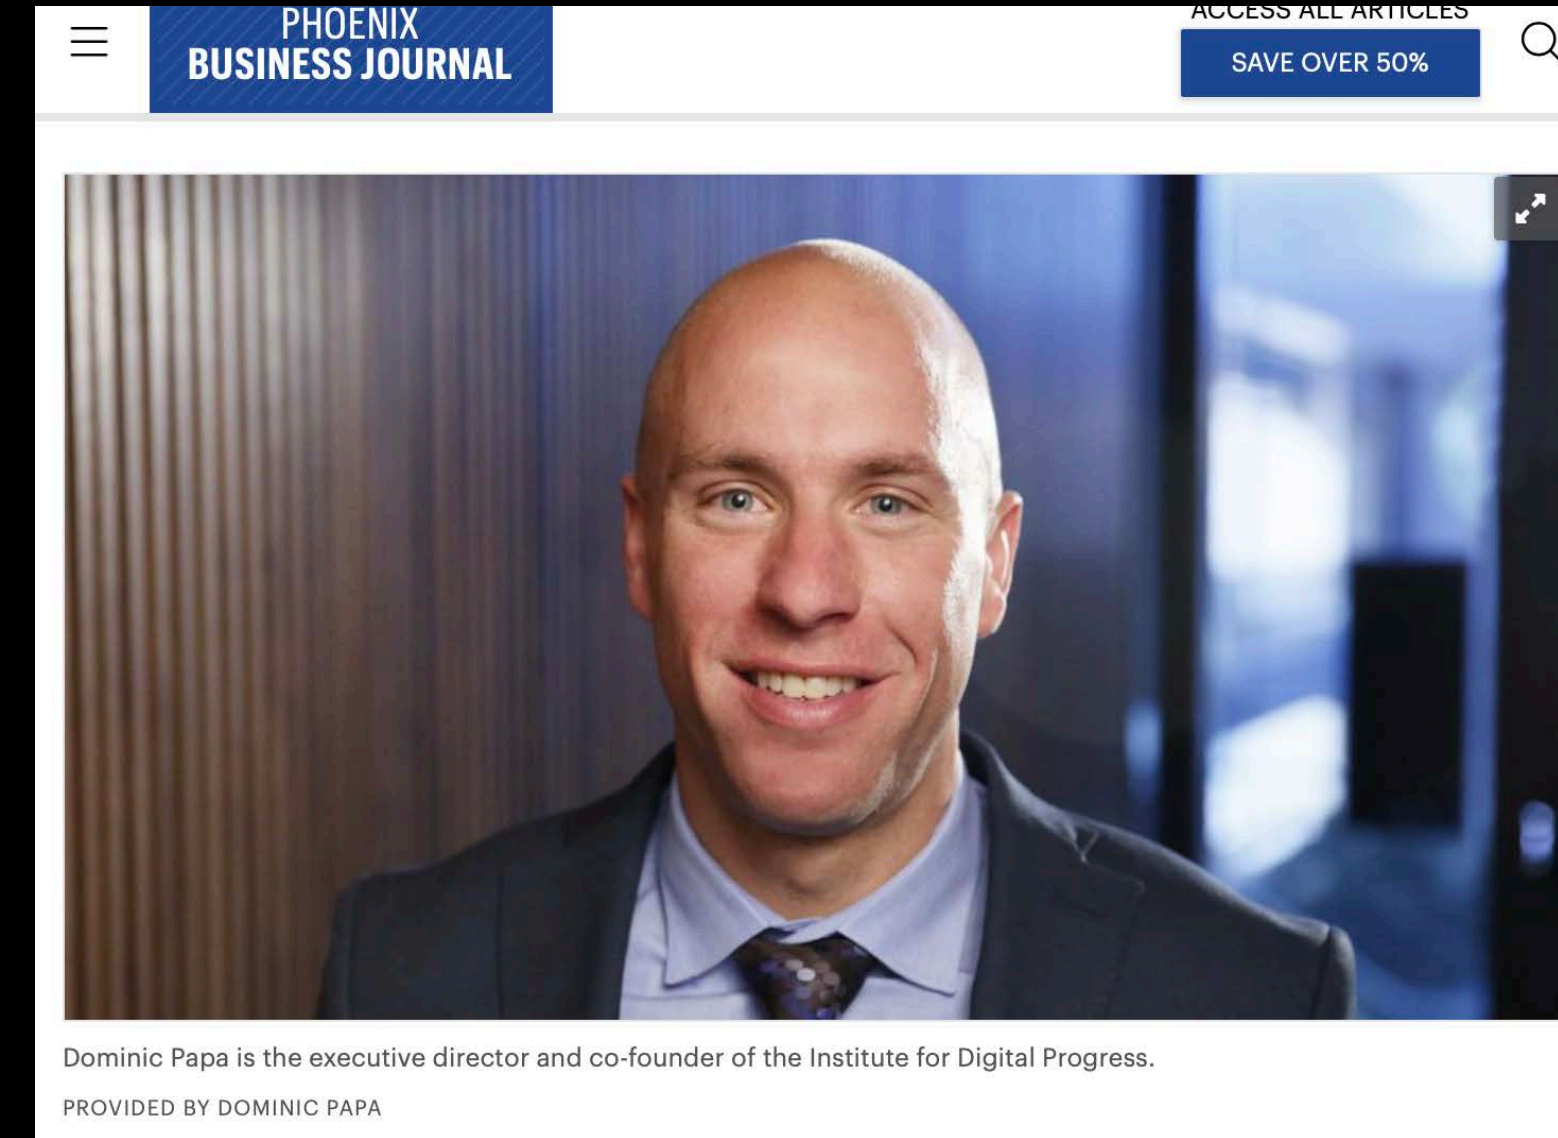 PHOENIX
BUSINESS JOURNAL
ACCESS ALL ARTICLES
SAVE OVER 50%
Dominic Papa is the executive director and co-founder of the Institute for Digital Progress.
PROVIDED BY DOMINIC PAPA